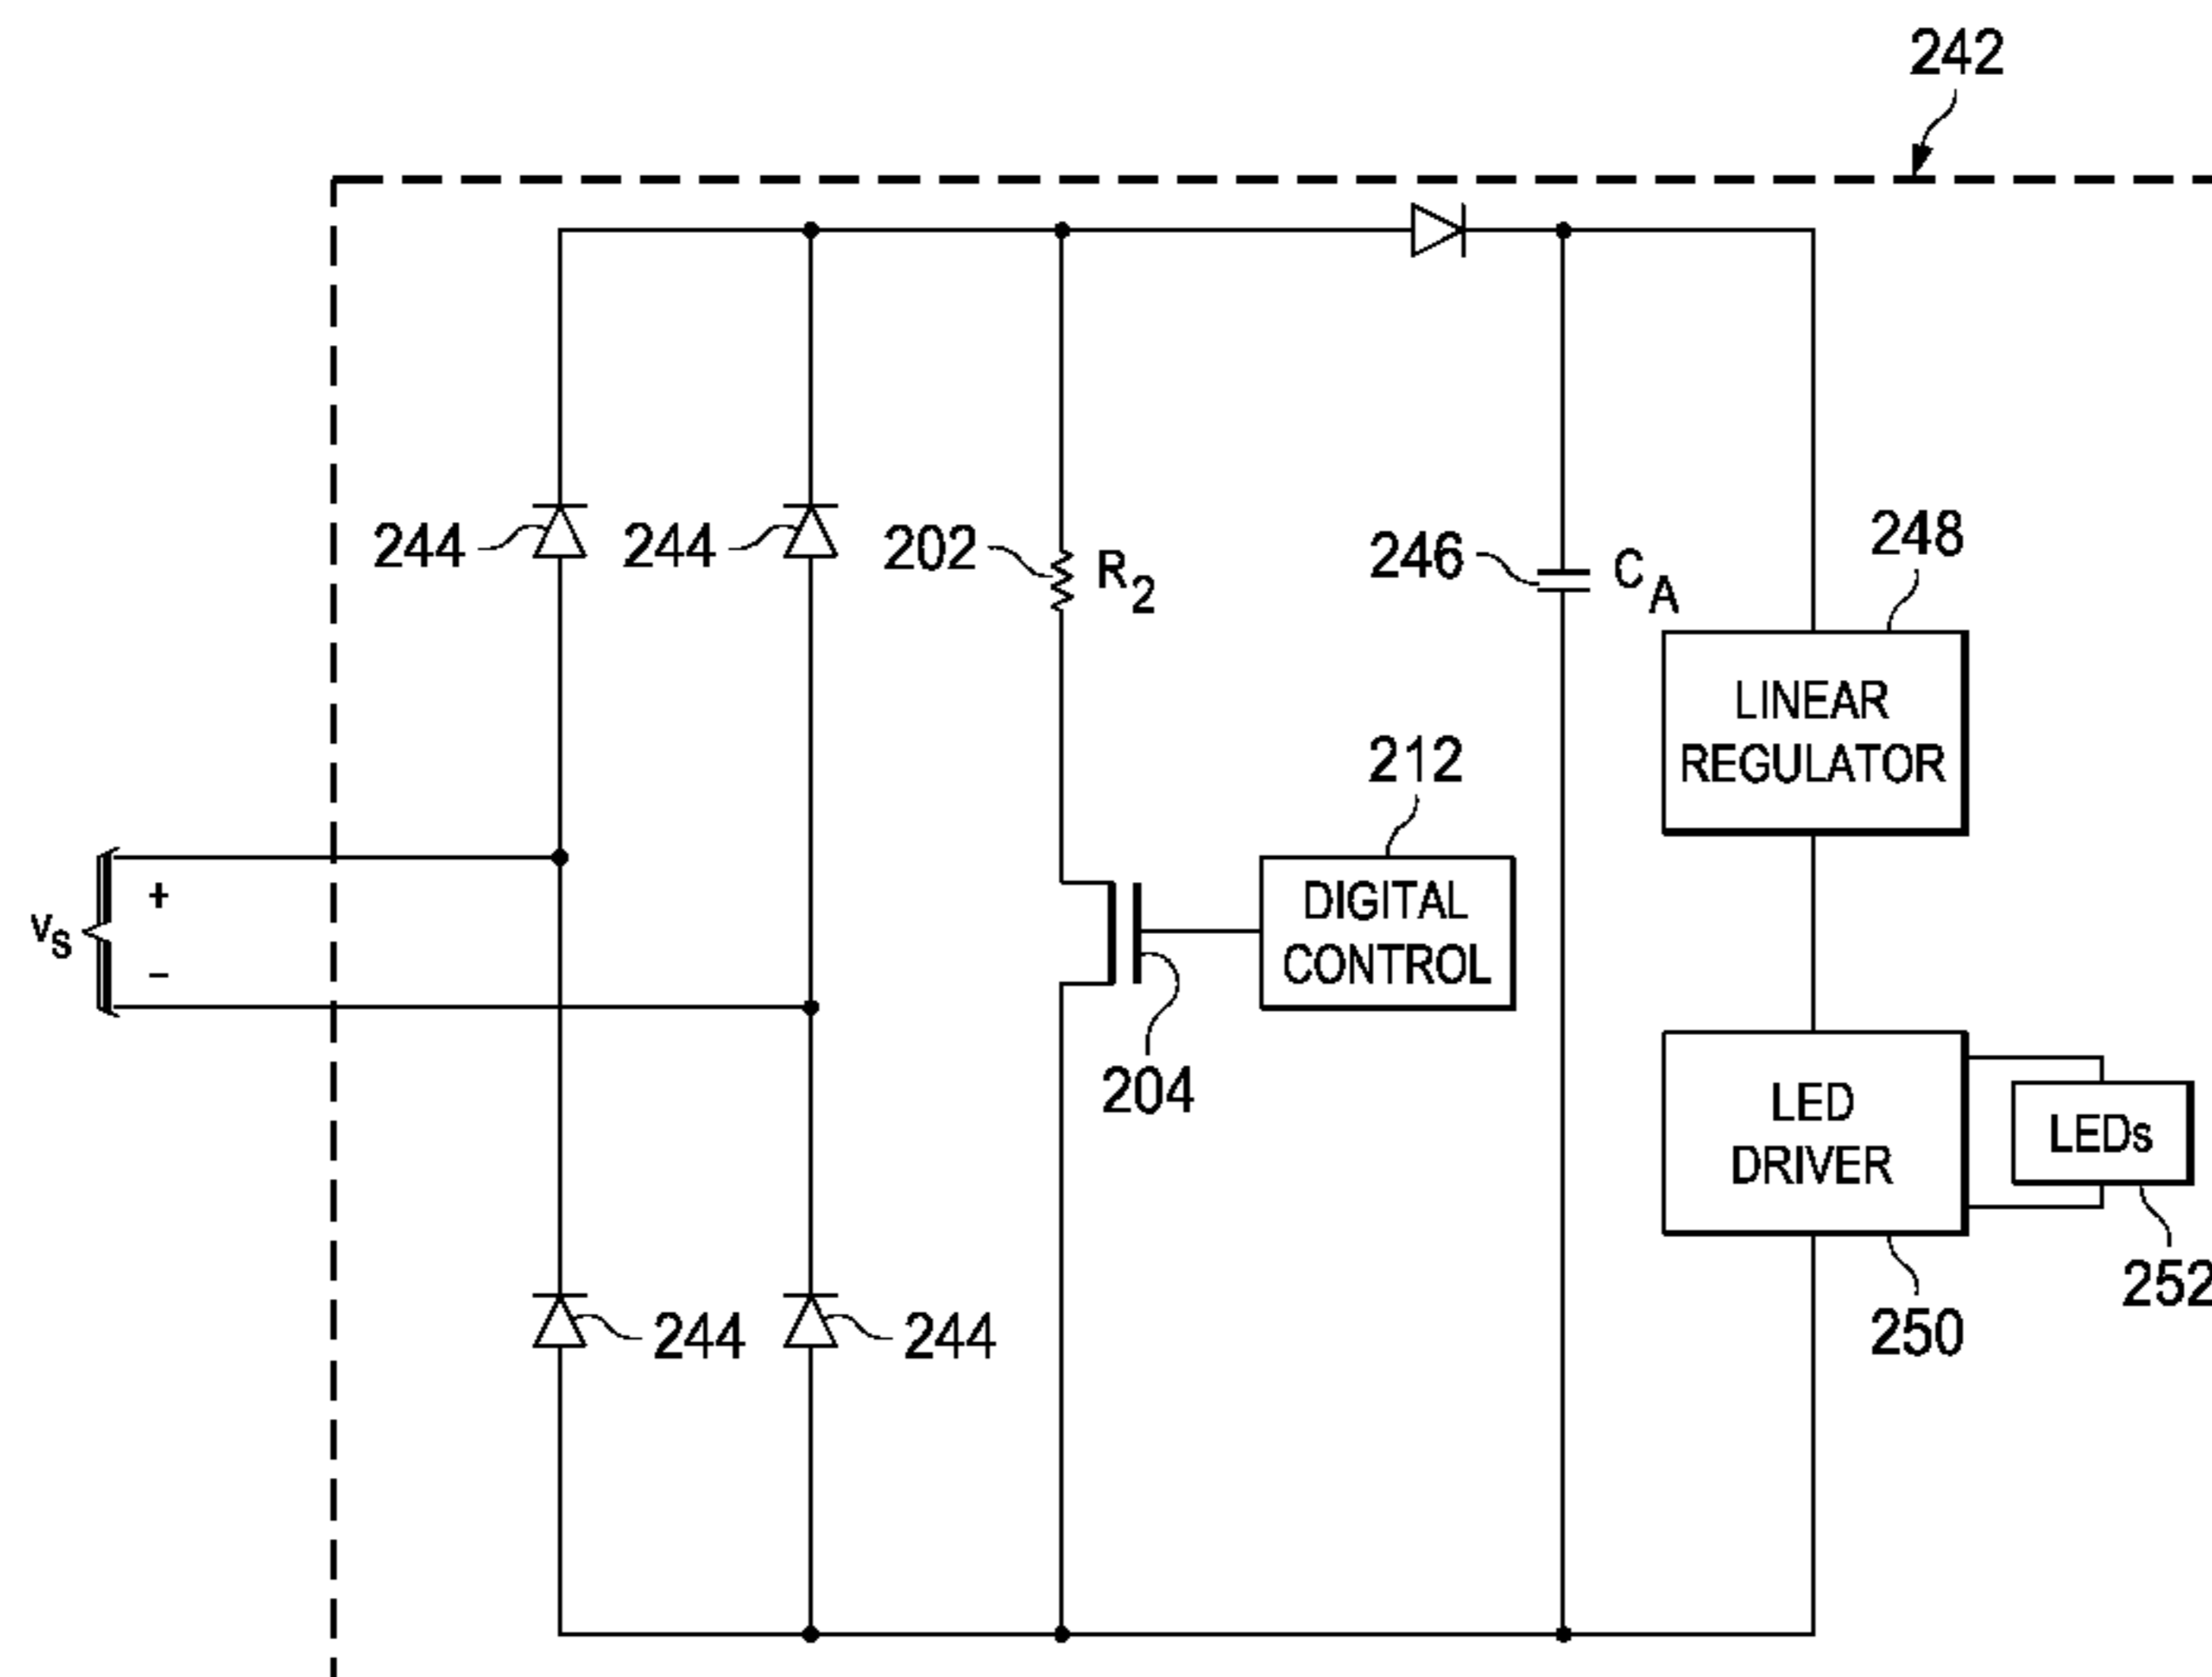 242
244
244
202
R2
246
CA
248
LINEAR
REGULATOR
212
DIGITAL
CONTROL
vS
+
−
204
LED
DRIVER
LEDs
252
250
244
244